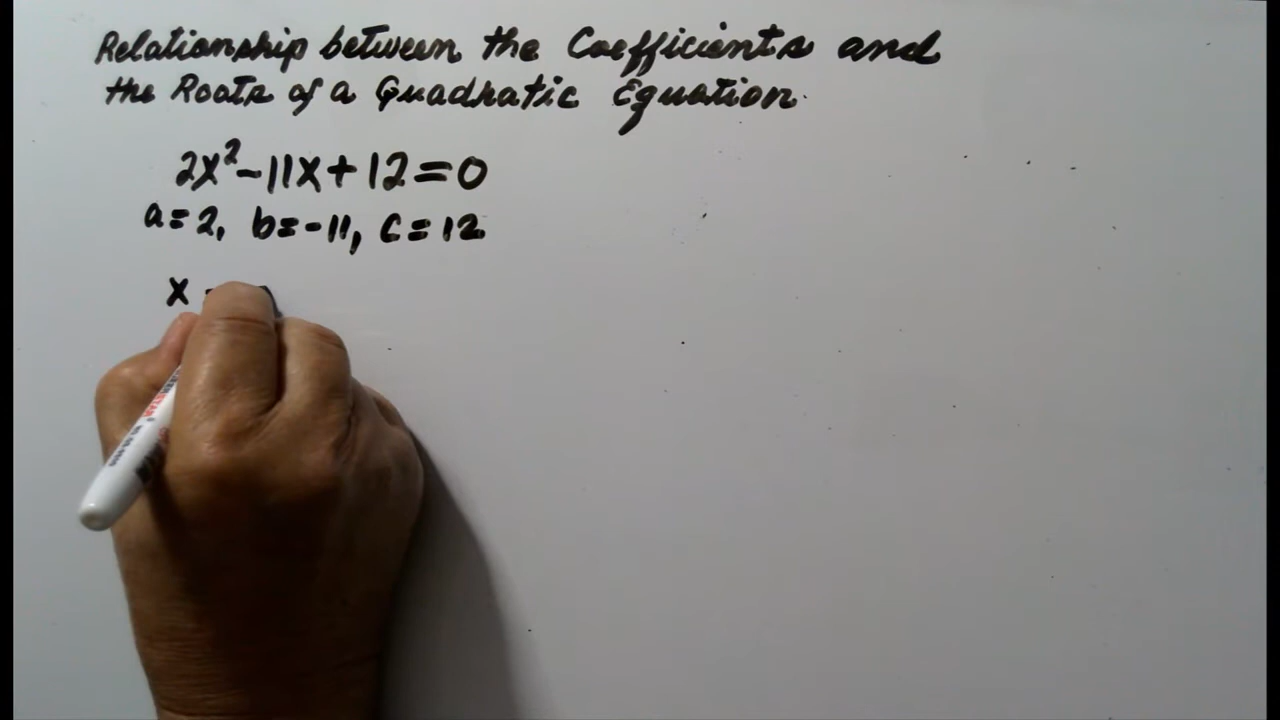 Relationship between the Coefficients and
the Roots of a Quadratic Equation.
2x² - 11x + 12 = 0
a = 2, b = -11, c = 12
x